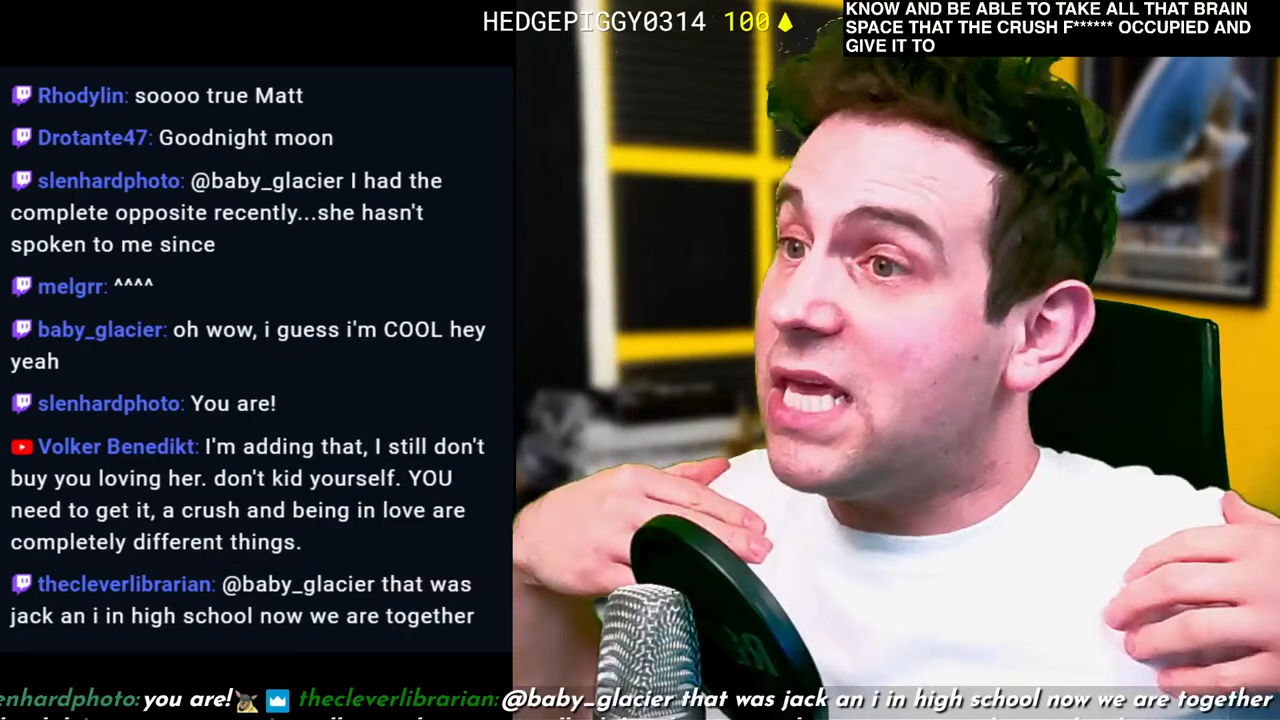 HEDGEPIGGY0314 100
KNOW AND BE ABLE TO TAKE ALL THAT BRAIN
SPACE THAT THE CRUSH F****** OCCUPIED AND
GIVE IT TO
Rhodylin: soooo true Matt
Drotante47: Goodnight moon
slenhardphoto: @baby_glacier I had the
complete opposite recently...she hasn't
spoken to me since
melgrr: ^^^^
baby_glacier: oh wow, i guess i'm COOL hey
yeah
slenhardphoto: You are!
Volker Benedikt: I'm adding that, I still don't
buy you loving her. don't kid yourself. YOU
need to get it, a crush and being in love are
completely different things.
thecleverlibrarian: @baby_glacier that was
jack an i in high school now we are together
enhardphoto: you are! thecleverlibrarian: @baby_glacier that was jack an i in high school now we are together